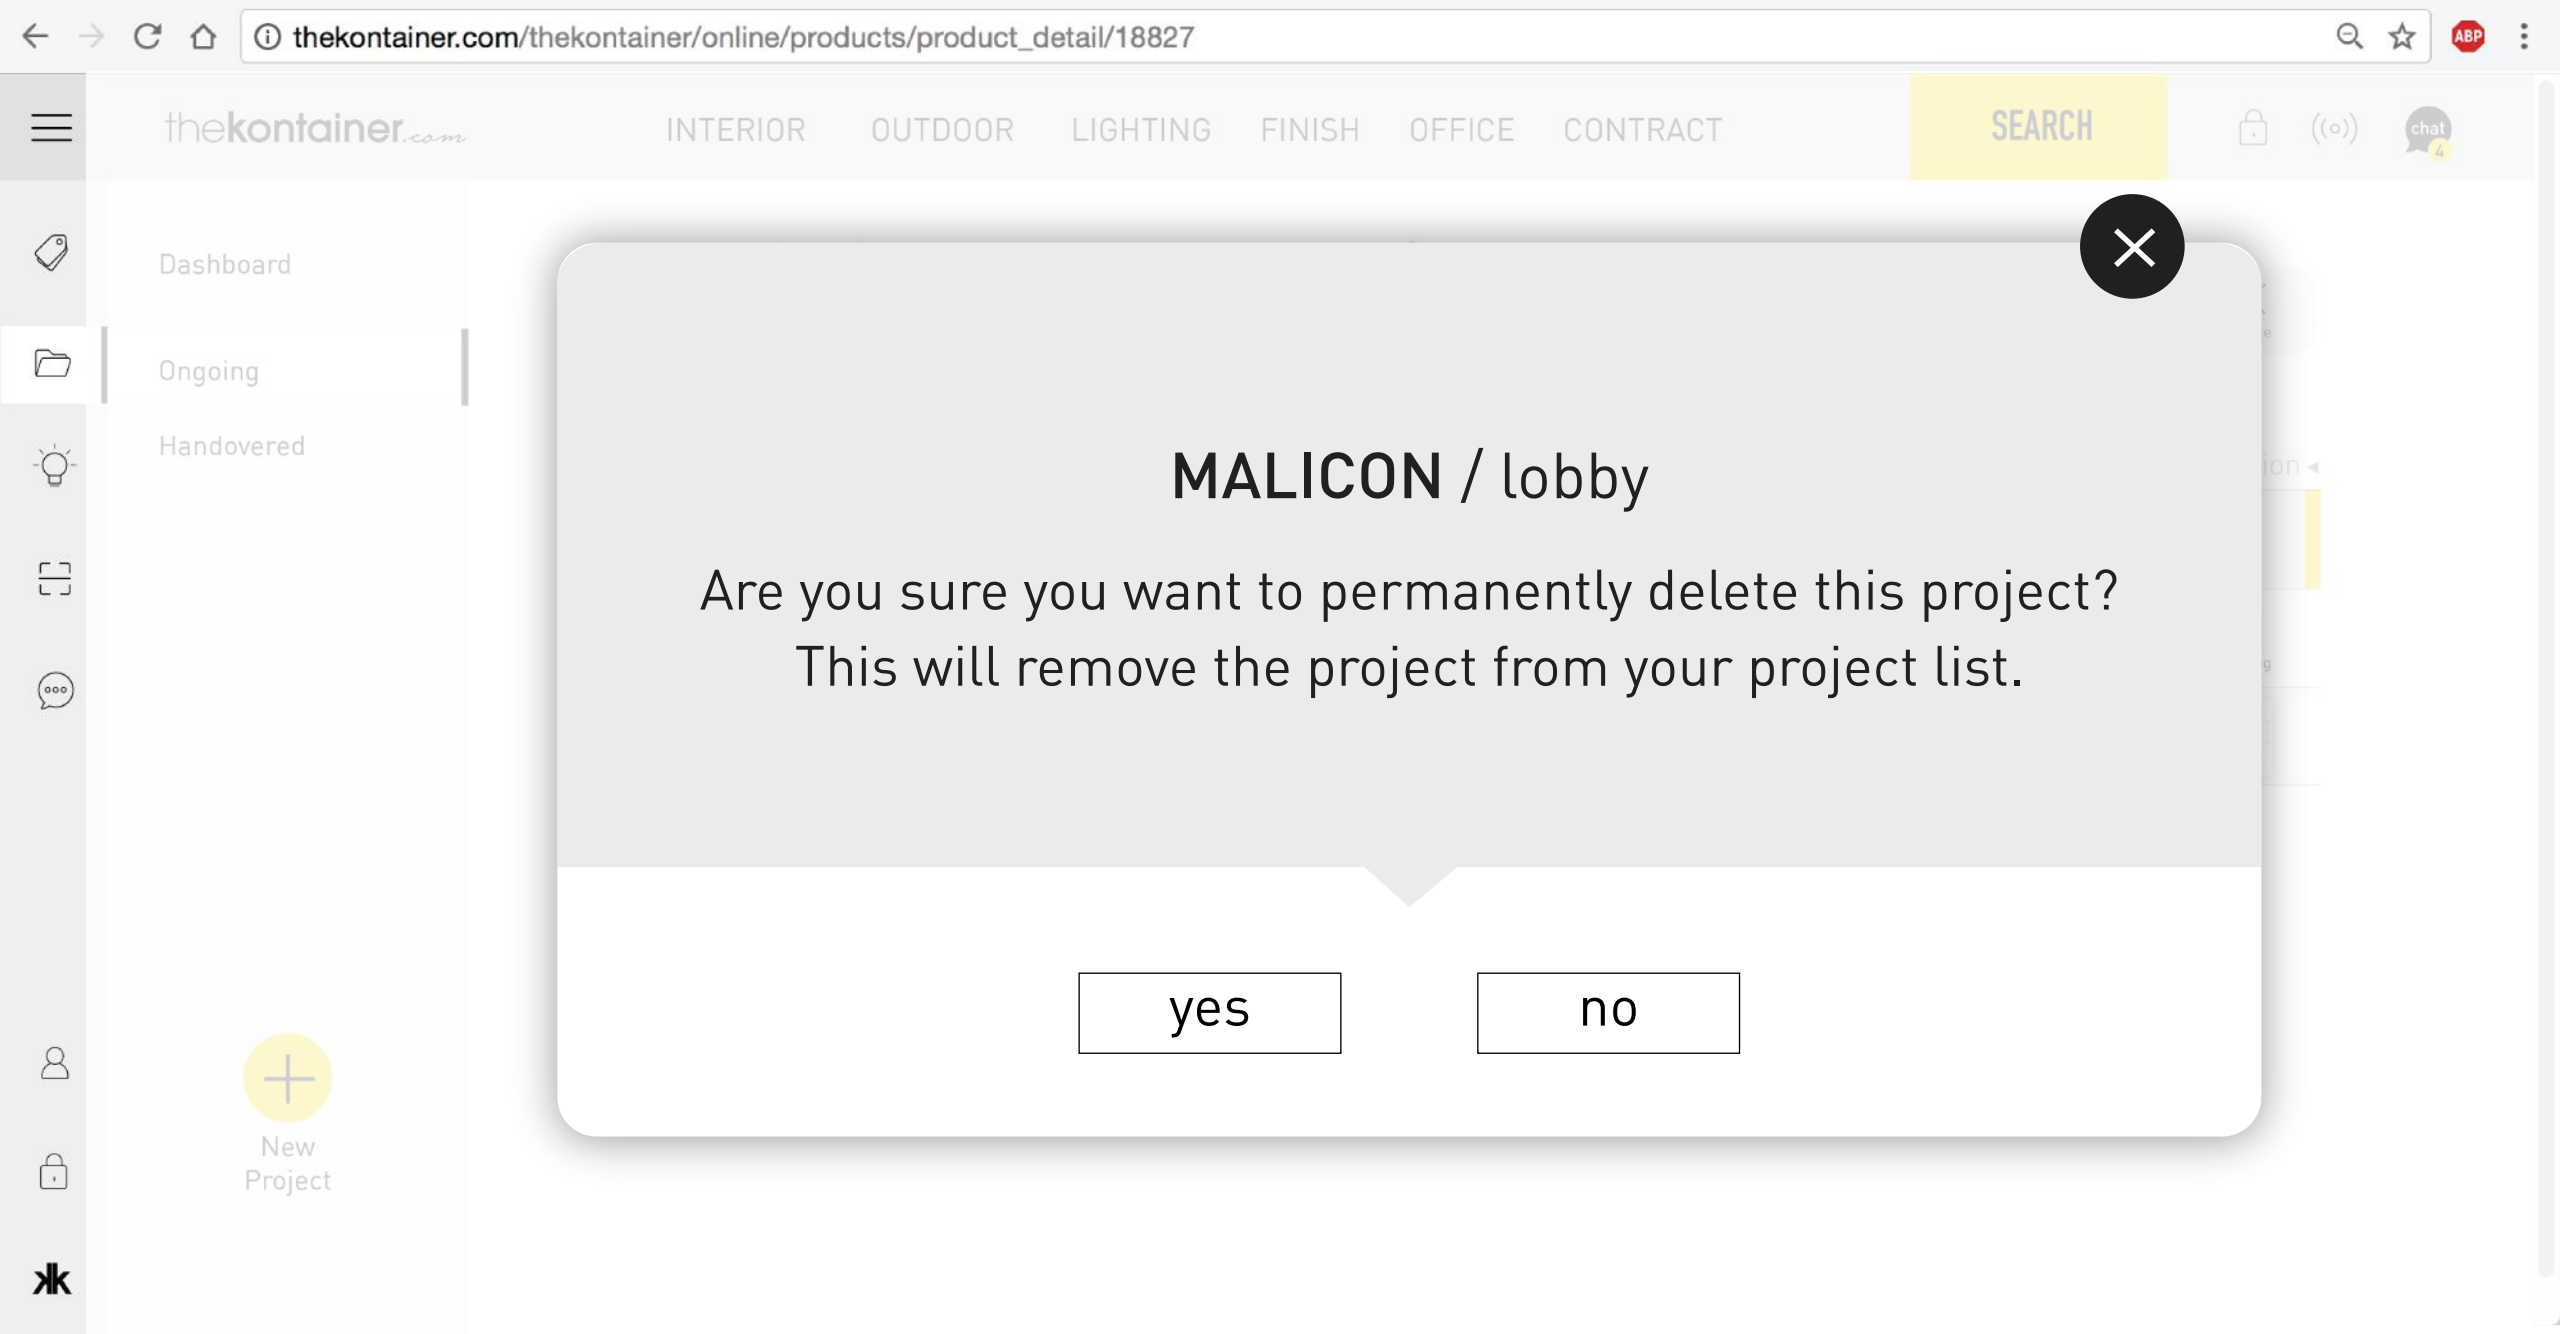 thekontainer.com/thekontainer/online/products/product_detail/18827
ABP
thekontainer.com
INTERIOR OUTDOOR LIGHTING FINISH OFFICE CONTRACT
SEARCH
chat
4
Dashboard
Ongoing
Handovered
New
Project
MALICON / lobby
Are you sure you want to permanently delete this project?
This will remove the project from your project list.
yes
no